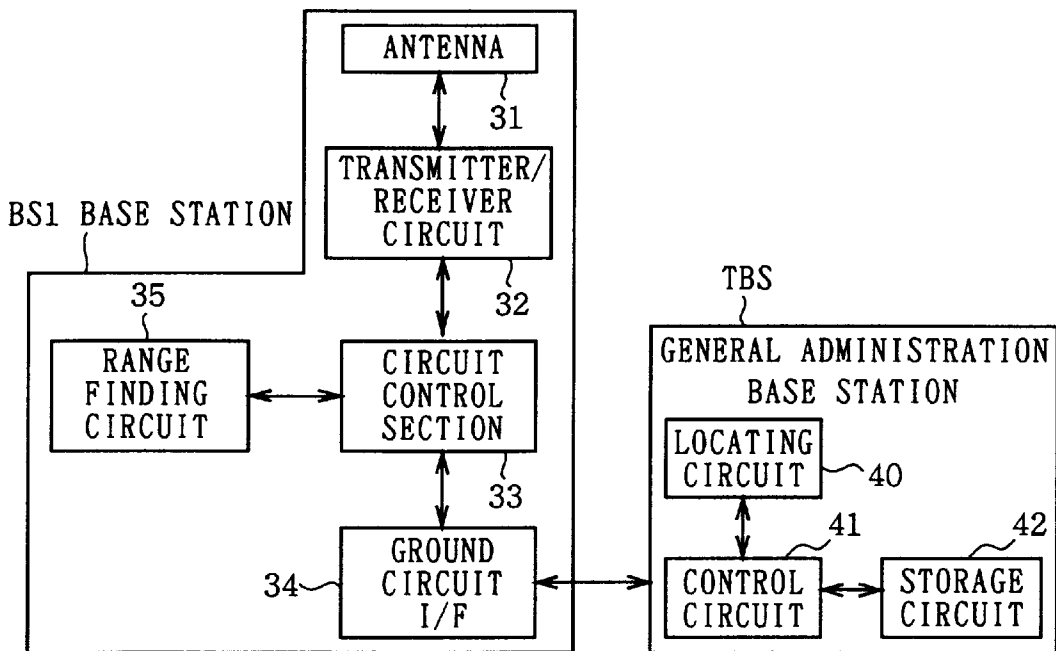 ANTENNA
31
TRANSMITTER/
RECEIVER
CIRCUIT
32
BS1 BASE STATION
35
RANGE
FINDING
CIRCUIT
CIRCUIT
CONTROL
SECTION
33
34
GROUND
CIRCUIT
I/F
TBS
GENERAL ADMINISTRATION
BASE STATION
LOCATING
CIRCUIT
40
41
CONTROL
CIRCUIT
42
STORAGE
CIRCUIT